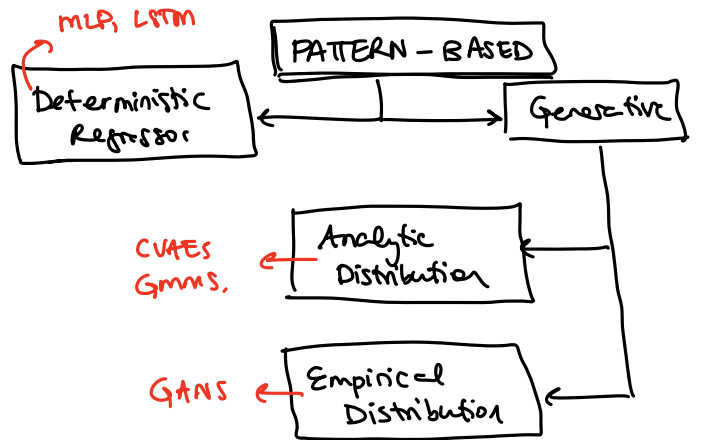 MLP, LSTM
PATTERN-BASED
Deterministic
Regressor
Generative
Analytic
Distribution
CVAEs
GMMs.
Empirical
Distribution
GANS